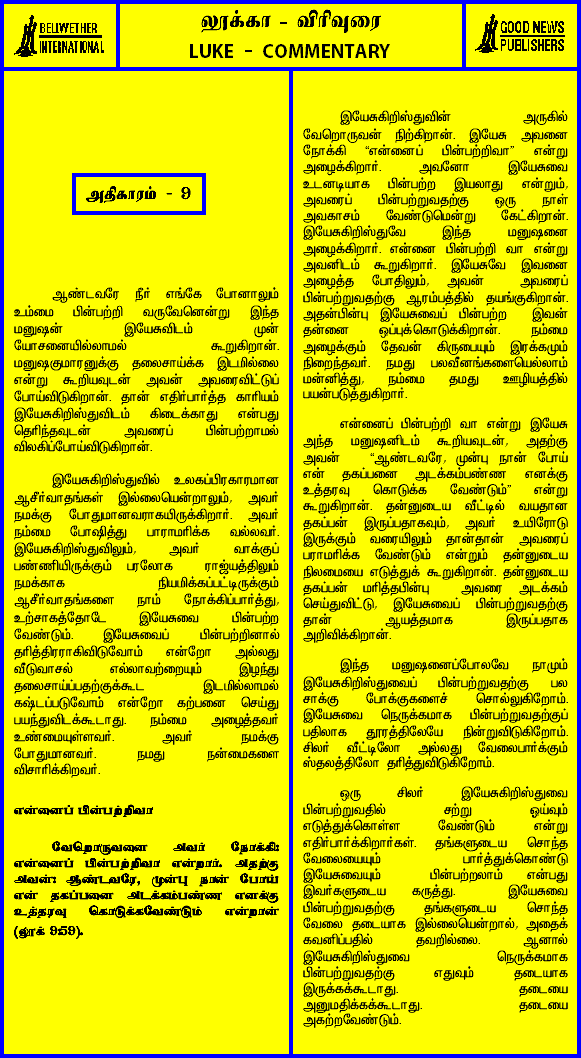 BELLWETHER
INTERNATIONAL
லூக்கா - விரிவுரை
LUKE - COMMENTARY
GOOD NEWS
PUBLISHERS
அதிகாரம் - 9
ஆண்டவரே நீர் எங்கே போனாலும்
உம்மை பின்பற்றி வருவேனென்று இந்த
மனுஷன் இயேசுவிடம் முன்
யோசனையில்லாமல் கூறுகிறான்.
மனுஷகுமாரனுக்கு தலைசாய்க்க இடமில்லை
என்று கூறியவுடன் அவன் அவரைவிட்டுப்
போய்விடுகிறான். தான் எதிர்பார்த்த காரியம்
இயேசுகிறிஸ்துவிடம் கிடைக்காது என்பது
தெரிந்தவுடன் அவரைப் பின்பற்றாமல்
விலகிப்போய்விடுகிறான்.
இயேசுகிறிஸ்துவில் உலகப்பிரகாரமான
ஆசீர்வாதங்கள் இல்லையென்றாலும், அவர்
நமக்கு போதுமானவராகயிருக்கிறார். அவர்
நம்மை போஷித்து பாராமரிக்க வல்லவர்.
இயேசுகிறிஸ்துவிலும், அவர் வாக்குப்
பண்ணியிருக்கும் பரலோக ராஜ்யத்திலும்
நமக்காக நியமிக்கப்பட்டிருக்கும்
ஆசீர்வாதங்களை நாம் நோக்கிப்பார்த்து,
உற்சாகத்தோடே இயேசுவை பின்பற்ற
வேண்டும். இயேசுவைப் பின்பற்றினால்
தரித்திரராகிவிடுவோம் என்றோ அல்லது
வீடுவாசல் எல்லாவற்றையும் இழந்து
தலைசாய்ப்பதற்குக்கூட இடமில்லாமல்
கஷ்டப்படுவோம் என்றோ கற்பனை செய்து
பயந்துவிடக்கூடாது. நம்மை அழைத்தவர்
உண்மையுள்ளவர். அவர் நமக்கு
போதுமானவர். நமது நன்மைகளை
விசாரிக்கிறவர்.
என்னைப் பின்பற்றிவா
வேறொருவனை அவர் நோக்கி:
என்னைப் பின்பற்றிவா என்றார். அதற்கு
அவன்: ஆண்டவரே, முன்பு நான் போய்
என் தகப்பனை அடக்கம்பண்ண எனக்கு
உத்தரவு கொடுக்கவேண்டும் என்றான்
(லூக் 9:59).
இயேசுகிறிஸ்துவின் அருகில்
வேறொருவன் நிற்கிறான். இயேசு அவனை
நோக்கி “என்னைப் பின்பற்றிவா” என்று
அழைக்கிறார். அவனோ இயேசுவை
உடனடியாக பின்பற்ற இயலாது என்றும்,
அவரைப் பின்பற்றுவதற்கு ஒரு நாள்
அவகாசம் வேண்டுமென்று கேட்கிறான்.
இயேசுகிறிஸ்துவே இந்த மனுஷனை
அழைக்கிறார். என்னை பின்பற்றி வா என்று
அவனிடம் கூறுகிறார். இயேசுவே இவனை
அழைத்த போதிலும், அவன் அவரைப்
பின்பற்றுவதற்கு ஆரம்பத்தில் தயங்குகிறான்.
அதன்பின்பு இயேசுவைப் பின்பற்ற இவன்
தன்னை ஒப்புக்கொடுக்கிறான். நம்மை
அழைக்கும் தேவன் கிருபையும் இரக்கமும்
நிறைந்தவர். நமது பலவீனங்களையெல்லாம்
மன்னித்து, நம்மை தமது ஊழியத்தில்
பயன்படுத்துகிறார்.
என்னைப் பின்பற்றி வா என்று இயேசு
அந்த மனுஷனிடம் கூறியவுடன், அதற்கு
அவன் “ஆண்டவரே, முன்பு நான் போய்
என் தகப்பனை அடக்கம்பண்ண எனக்கு
உத்தரவு கொடுக்க வேண்டும்” என்று
கூறுகிறான். தன்னுடைய வீட்டில் வயதான
தகப்பன் இருப்பதாகவும், அவர் உயிரோடு
இருக்கும் வரையிலும் தான்தான் அவரைப்
பராமரிக்க வேண்டும் என்றும் தன்னுடைய
நிலமையை எடுத்துக் கூறுகிறான். தன்னுடைய
தகப்பன் மரித்தபின்பு அவரை அடக்கம்
செய்துவிட்டு, இயேசுவைப் பின்பற்றுவதற்கு
தான் ஆயத்தமாக இருப்பதாக
அறிவிக்கிறான்.
இந்த மனுஷனைப்போலவே நாமும்
இயேசுகிறிஸ்துவைப் பின்பற்றுவதற்கு பல
சாக்கு போக்குகளைச் சொல்லுகிறோம்.
இயேசுவை நெருக்கமாக பின்பற்றுவதற்குப்
பதிலாக தூரத்திலேயே நின்றுவிடுகிறோம்.
சிலர் வீட்டிலோ அல்லது வேலைபார்க்கும்
ஸ்தலத்திலோ தரித்துவிடுகிறோம்.
ஒரு சிலர் இயேசுகிறிஸ்துவை
பின்பற்றுவதில் சற்று ஓய்வும்
எடுத்துக்கொள்ள வேண்டும் என்று
எதிர்பார்க்கிறார்கள். தங்களுடைய சொந்த
வேலையையும் பார்த்துக்கொண்டு
இயேசுவையும் பின்பற்றலாம் என்பது
இவர்களுடைய கருத்து. இயேசுவை
பின்பற்றுவதற்கு தங்களுடைய சொந்த
வேலை தடையாக இல்லையென்றால், அதைக்
கவனிப்பதில் தவறில்லை. ஆனால்
இயேசுகிறிஸ்துவை நெருக்கமாக
பின்பற்றுவதற்கு எதுவும் தடையாக
இருக்கக்கூடாது. தடையை
அனுமதிக்கக்கூடாது. தடையை
அகற்றவேண்டும்.